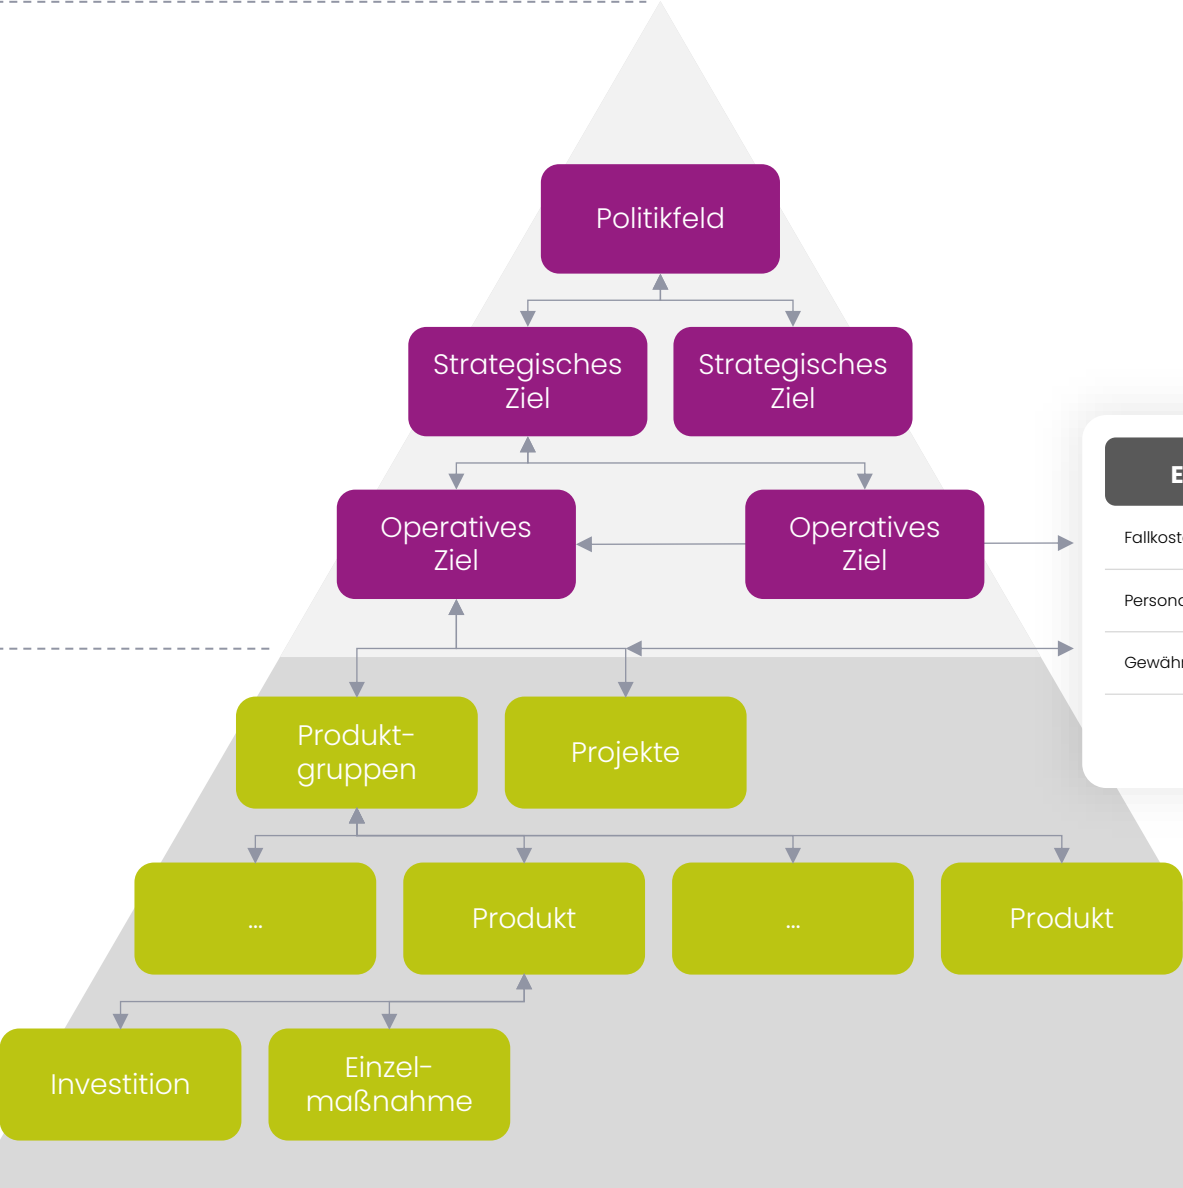 Politikfeld
Strategisches
Ziel
Strategisches
Ziel
Operatives
Ziel
Operatives
Ziel
Produkt-
gruppen
Projekte
...
Produkt
...
Produkt
Investition
Einzel-
maßnahme